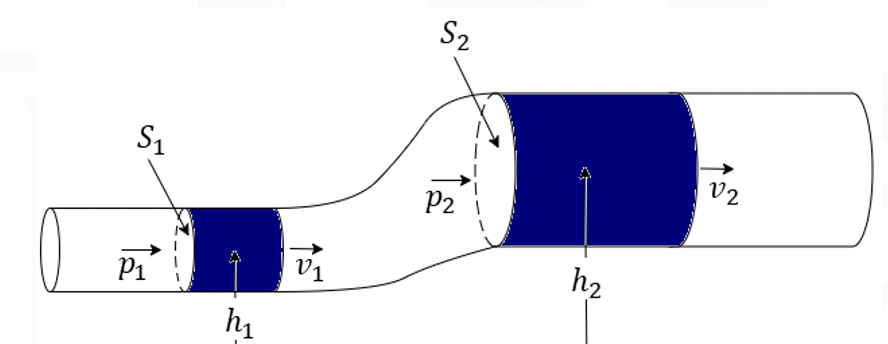 S₂
S₁
p₂
v₂
p₁
v₁
h₂
h₁